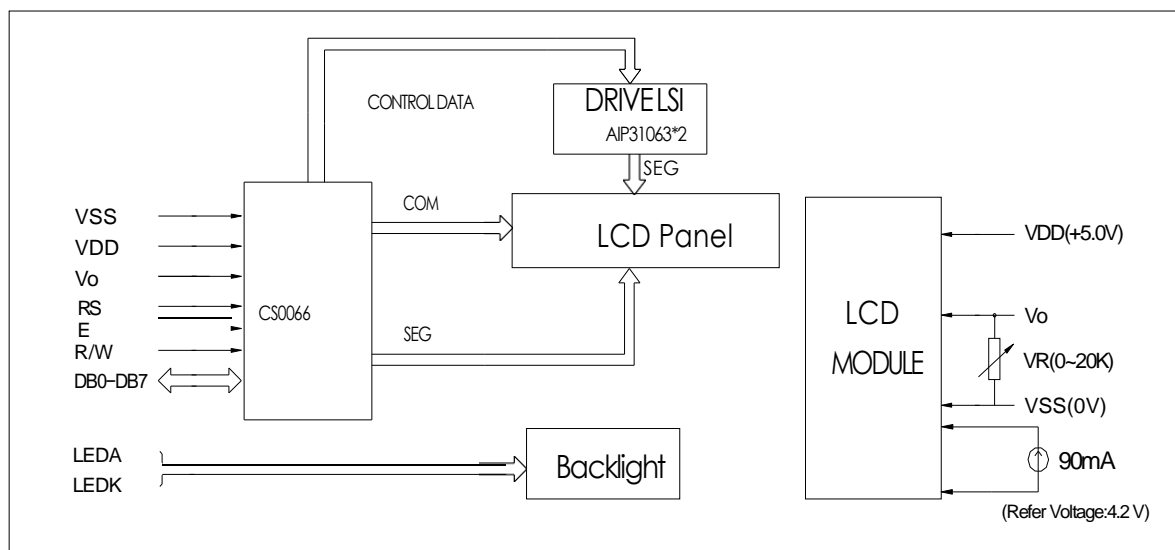 CONTROL DATA
DRIVE LSI
AIP31063*2
SEG
COM
LCD Panel
VSS
VDD
Vo
RS
E
R/W
DB0-DB7
CS0066
SEG
LEDA
LEDK
Backlight
LCD
MODULE
VDD(+5.0V)
Vo
VR(0~20K)
VSS(0V)
90mA
(Refer Voltage:4.2 V)